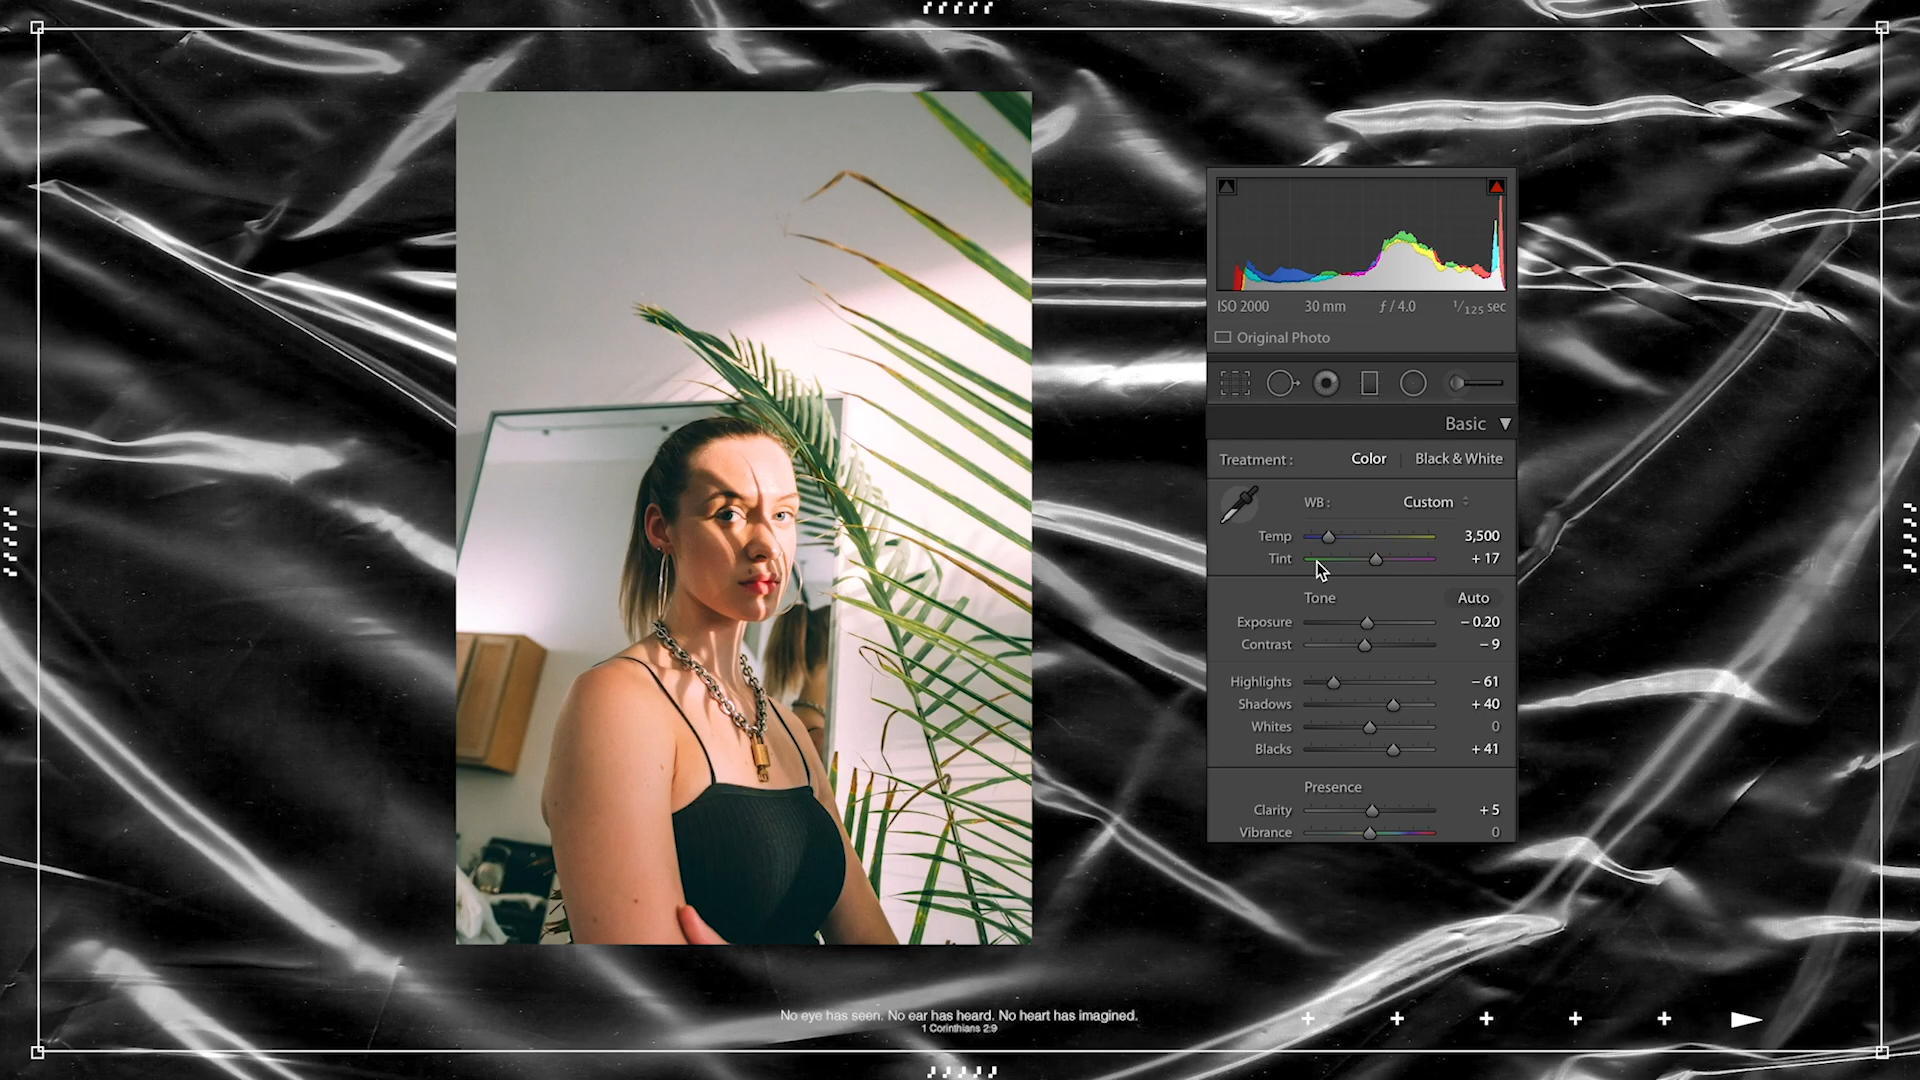 ISO 2000 30 mm ƒ / 4.0 1/125 sec
Original Photo
Basic
Treatment : Color Black & White
WB : Custom
Temp 3,500
Tint + 17
Tone Auto
Exposure – 0.20
Contrast – 9
Highlights – 61
Shadows + 40
Whites 0
Blacks + 41
Presence
Clarity + 5
Vibrance 0
No eye has seen. No ear has heard. No heart has imagined.
1 Corinthians 2:9